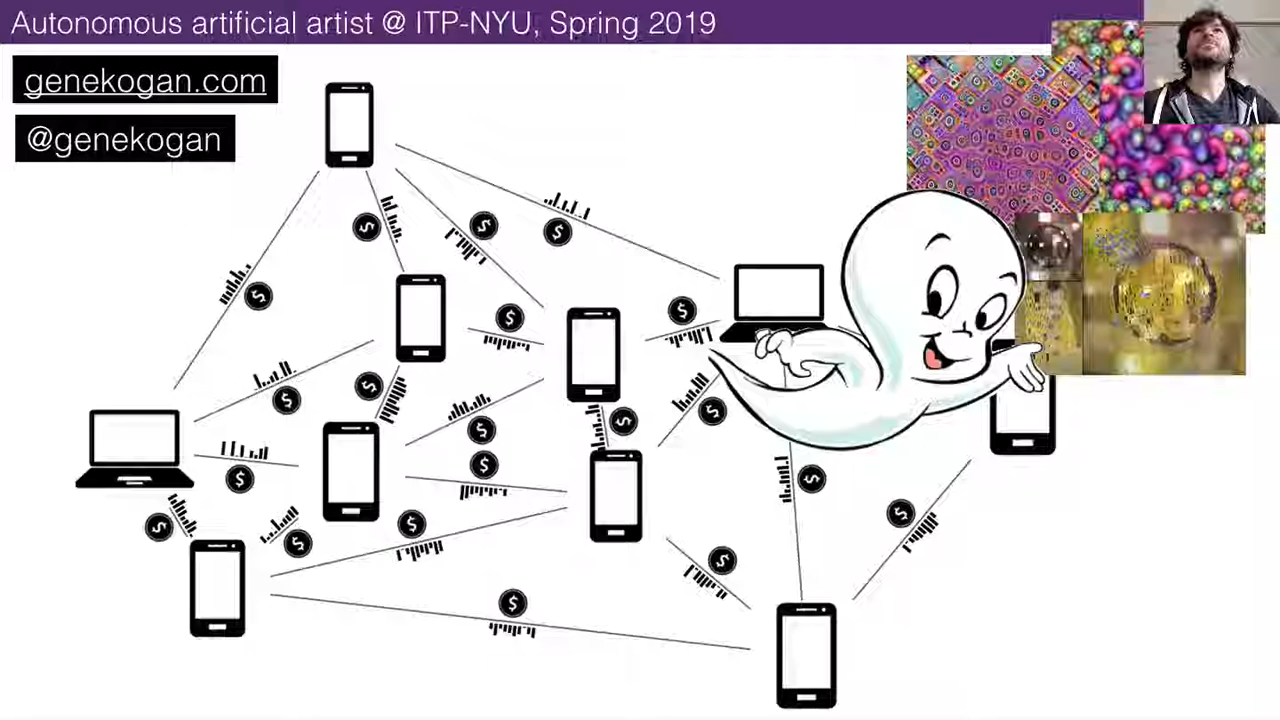 Autonomous artificial artist @ ITP-NYU, Spring 2019
genekogan.com
@genekogan